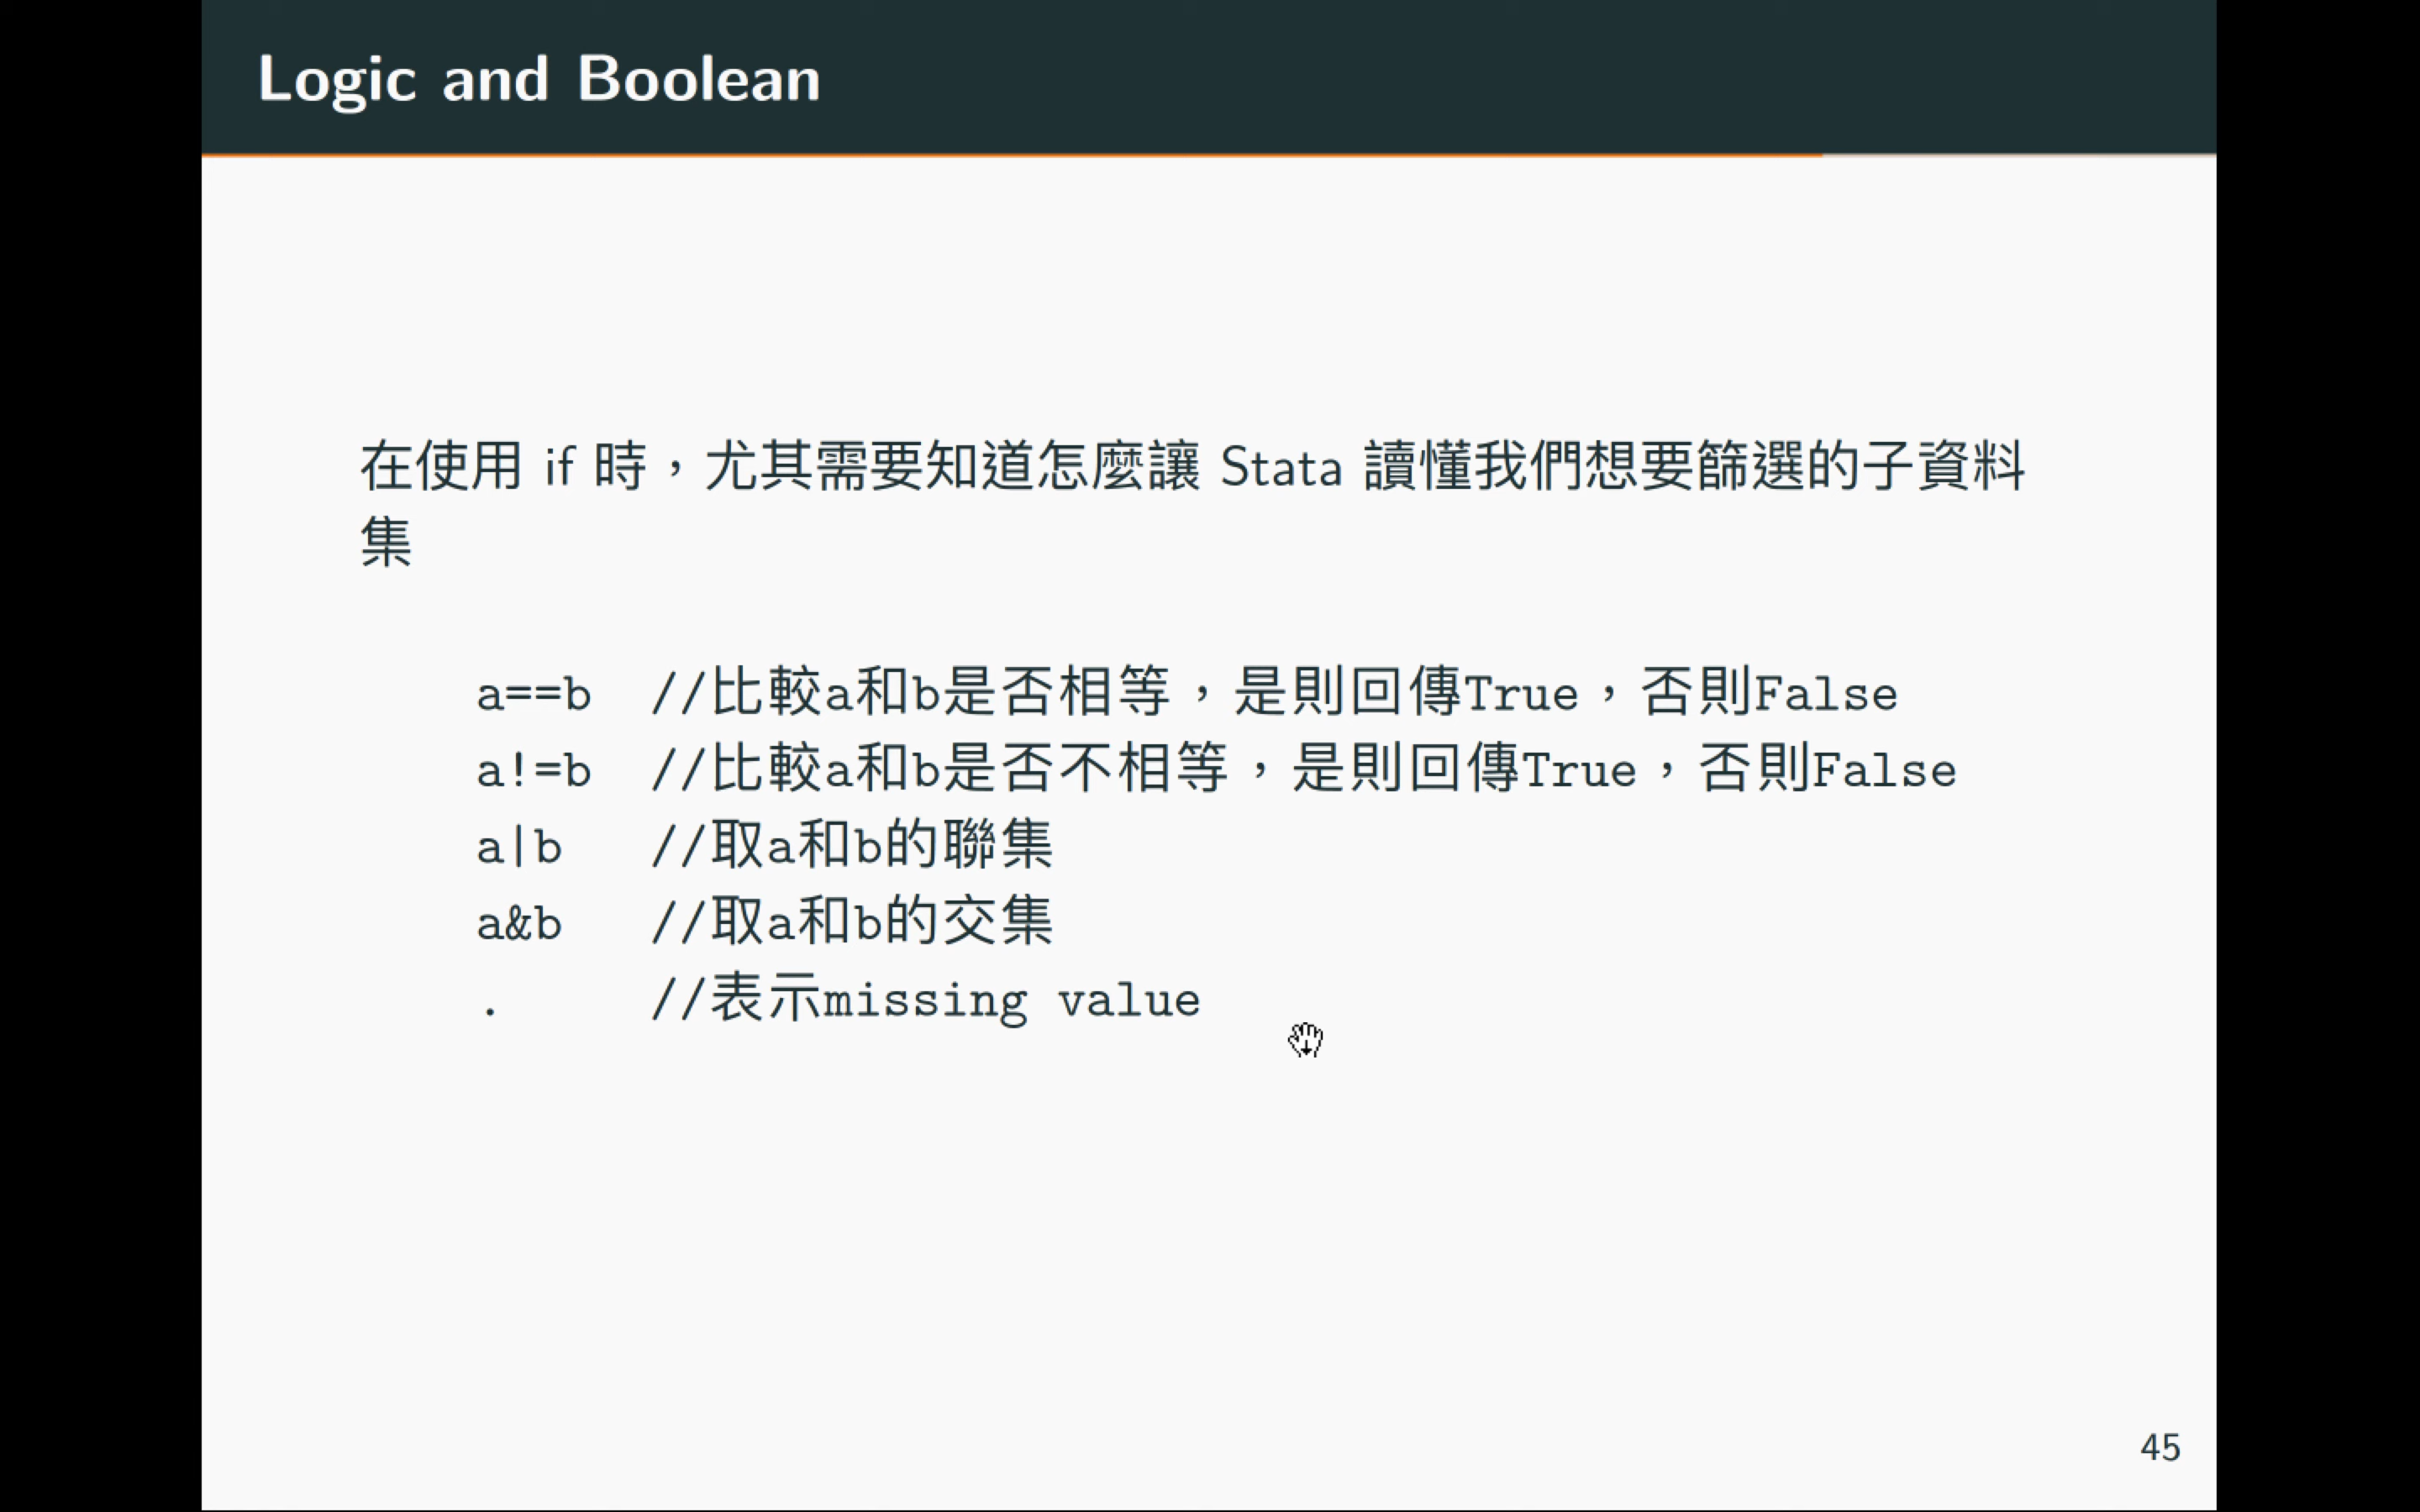 Logic and Boolean
在使用 if 時，尤其需要知道怎麼讓 Stata 讀懂我們想要篩選的子資料
集
a==b //比較a和b是否相等，是則回傳True，否則False
a!=b //比較a和b是否不相等，是則回傳True，否則False
a|b //取a和b的聯集
a&b //取a和b的交集
. //表示missing value
45